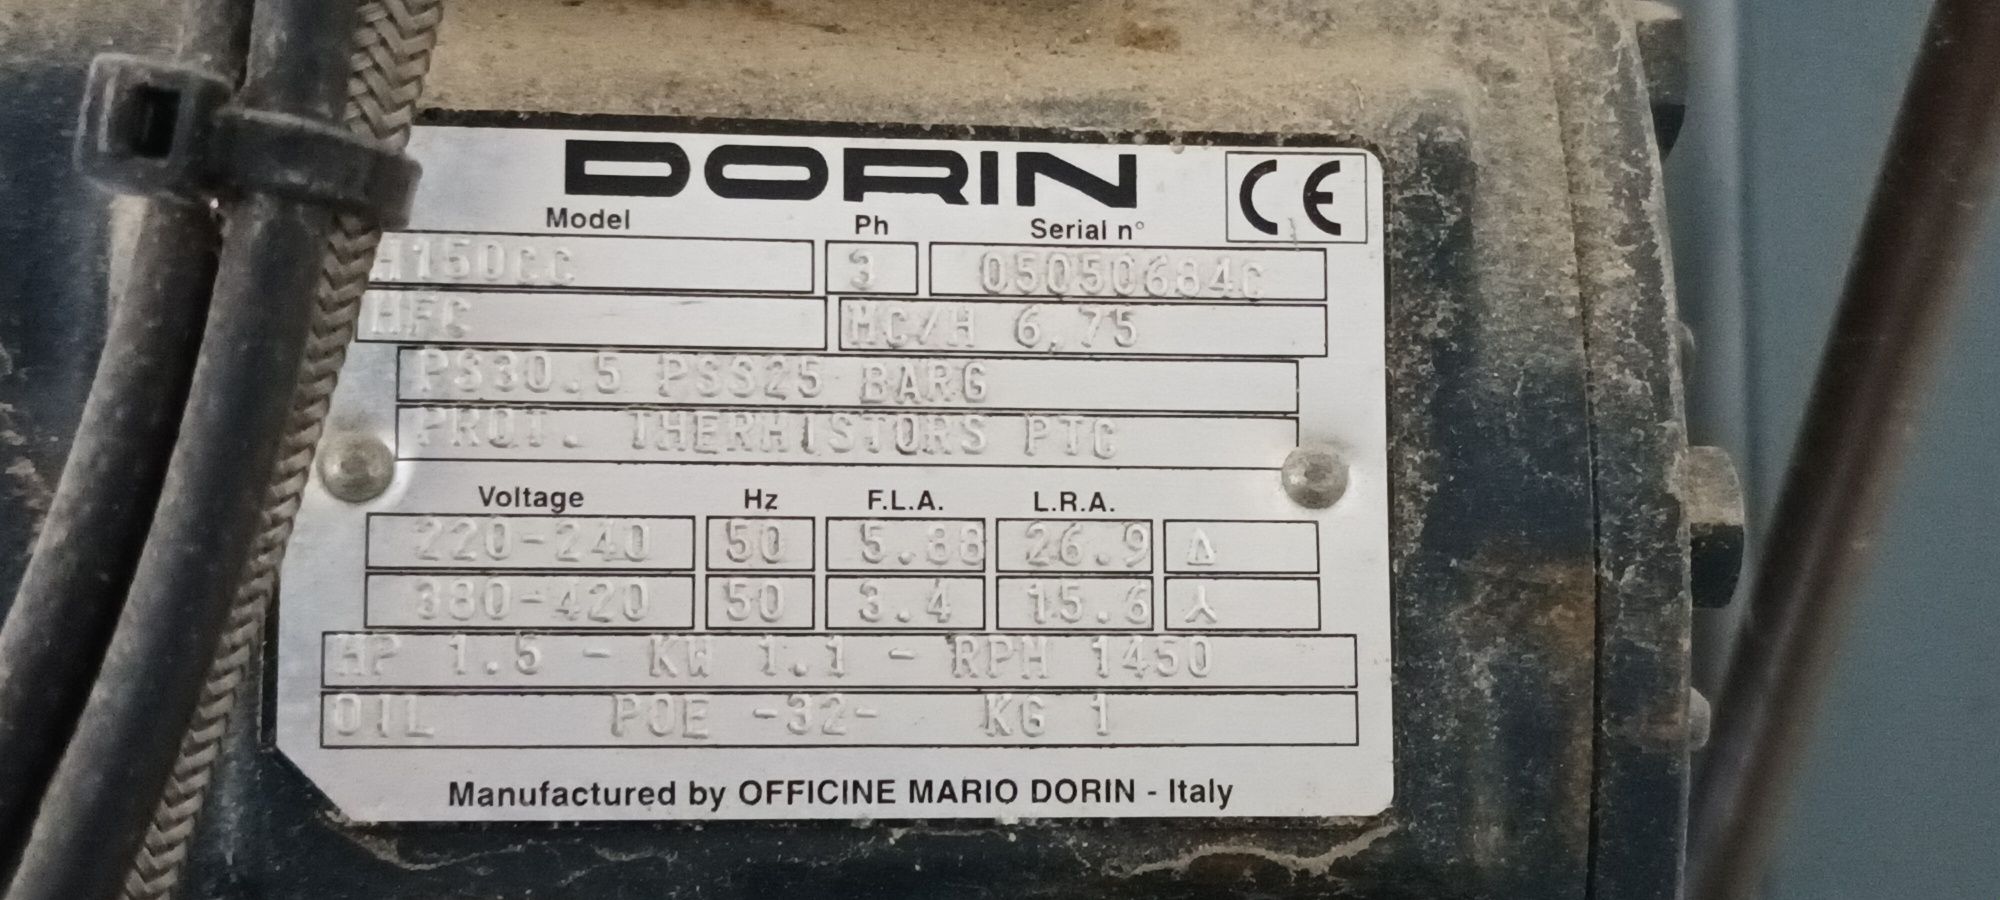 DORIN
CE
Model Ph Serial n°
H150CC 3 05050684C
HFC MC/H 6,75
PS30.5 PSS25 BARG
PROT. THERMISTORS PTC
Voltage Hz F.L.A. L.R.A.
220-240 50 5.88 26.9 Δ
380-420 50 3.4 15.6 ⅄
HP 1.5 - KW 1.1 - RPM 1450
OIL POE -32- KG 1
Manufactured by OFFICINE MARIO DORIN - Italy